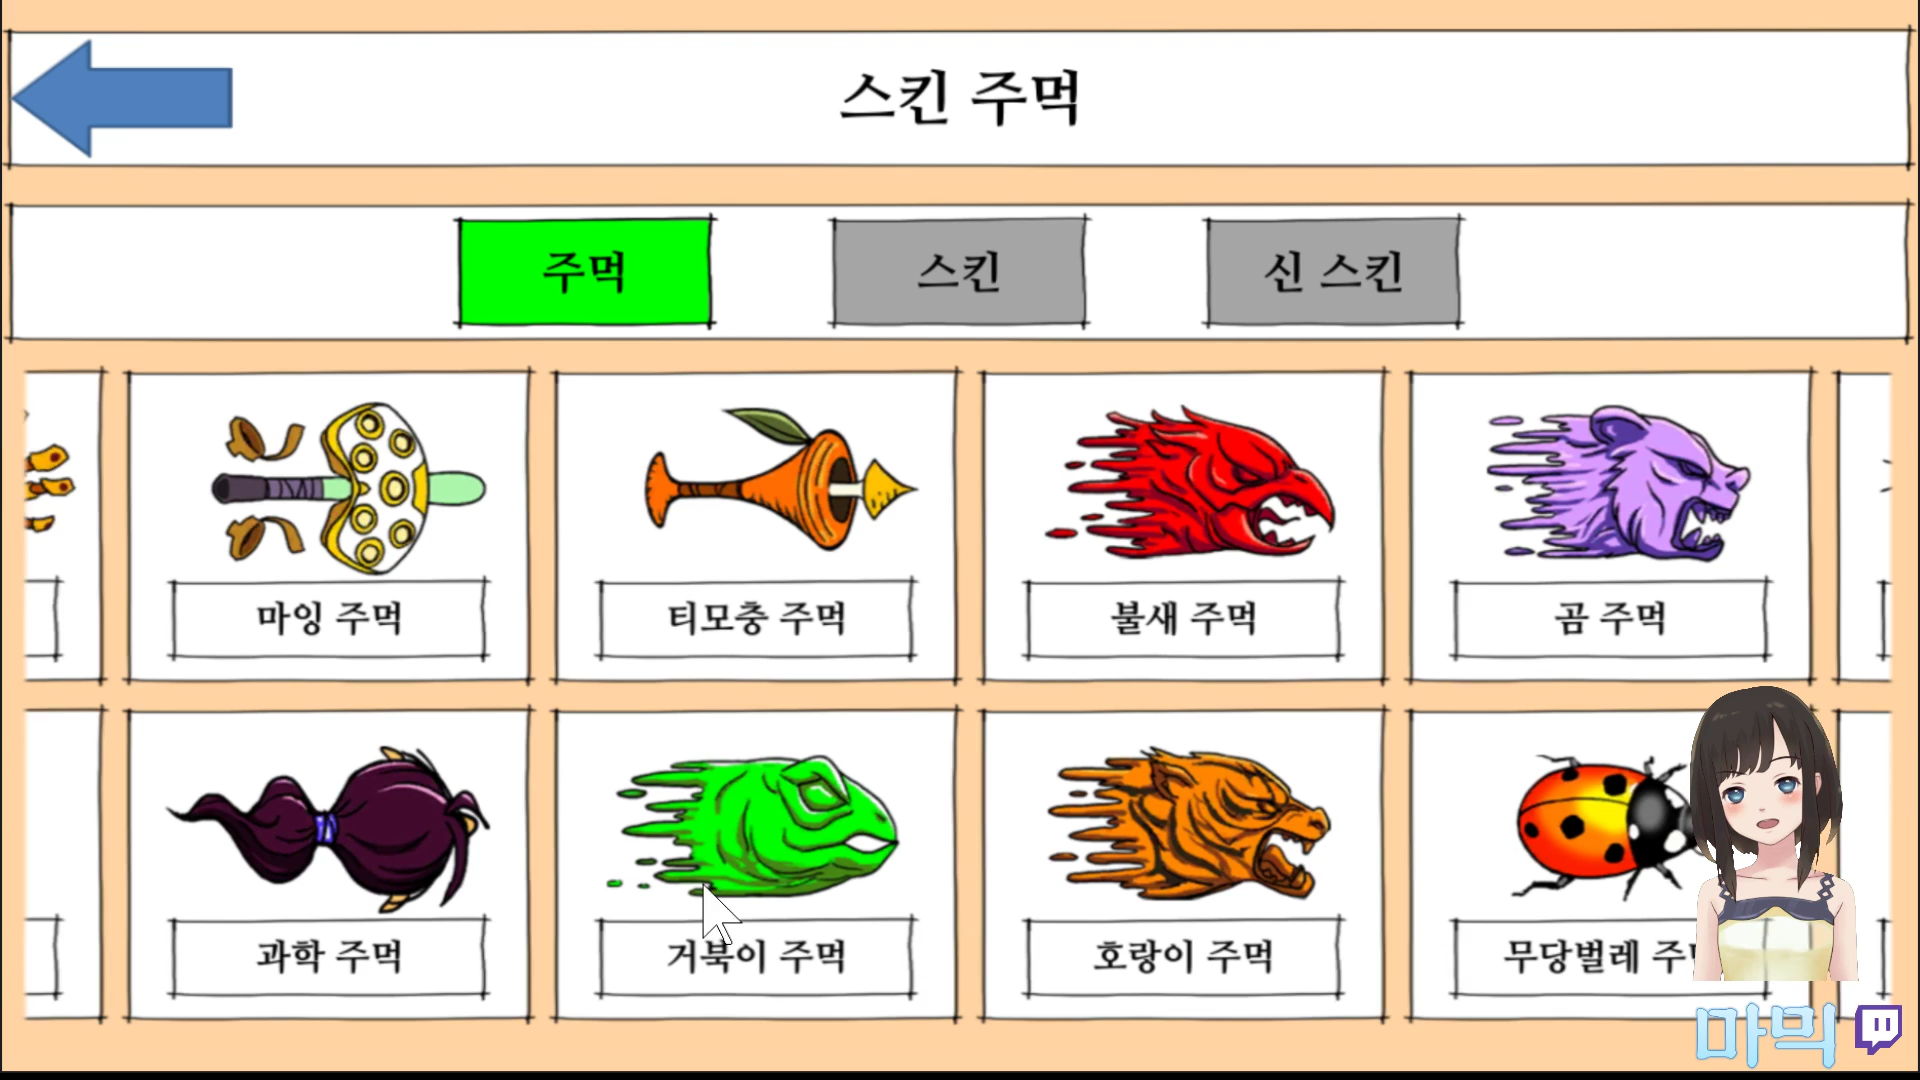 스킨 주먹
주먹 스킨 신 스킨
마잉 주먹 티모충 주먹 불새 주먹 곰 주먹
과학 주먹 거북이 주먹 호랑이 주먹 무당벌레
마믜